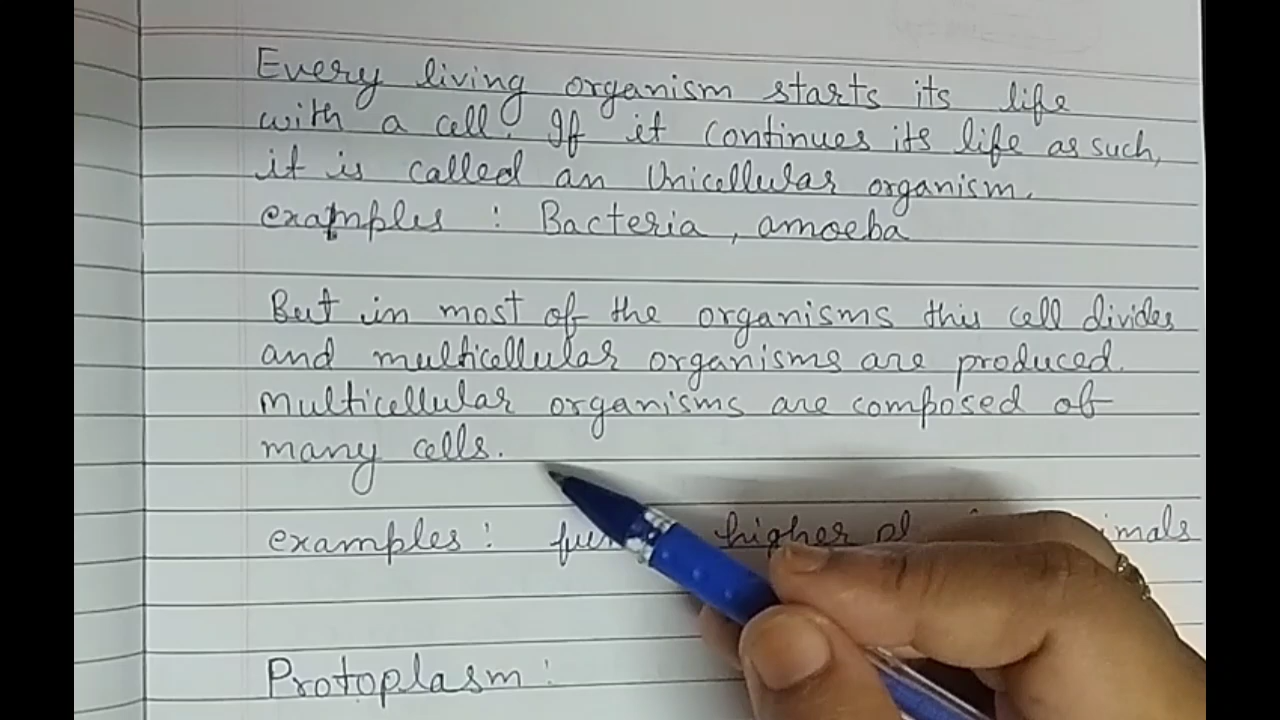 Every living organism starts its life
with a cell. If it continues its life as such,
it is called an Unicellular organism.
examples : Bacteria, amoeba
But in most of the organisms this cell divides
and multicellular organisms are produced.
Multicellular organisms are composed of
many cells.
examples : higher
Protoplasm :